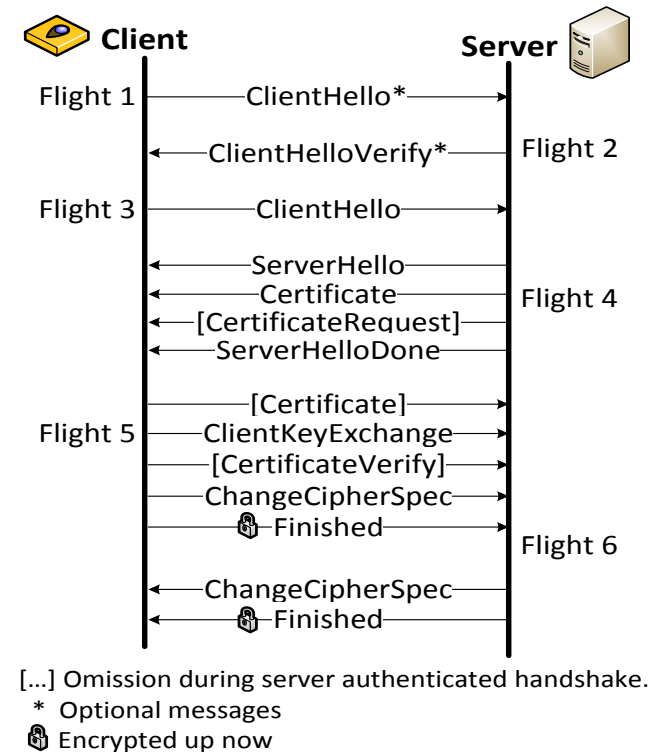 Client
Server
Flight 1
ClientHello*
ClientHelloVerify*
Flight 2
Flight 3
ClientHello
ServerHello
Certificate
Flight 4
[CertificateRequest]
ServerHelloDone
[Certificate]
Flight 5
ClientKeyExchange
[CertificateVerify]
ChangeCipherSpec
Finished
Flight 6
ChangeCipherSpec
Finished
[...] Omission during server authenticated handshake.
* Optional messages
Encrypted up now